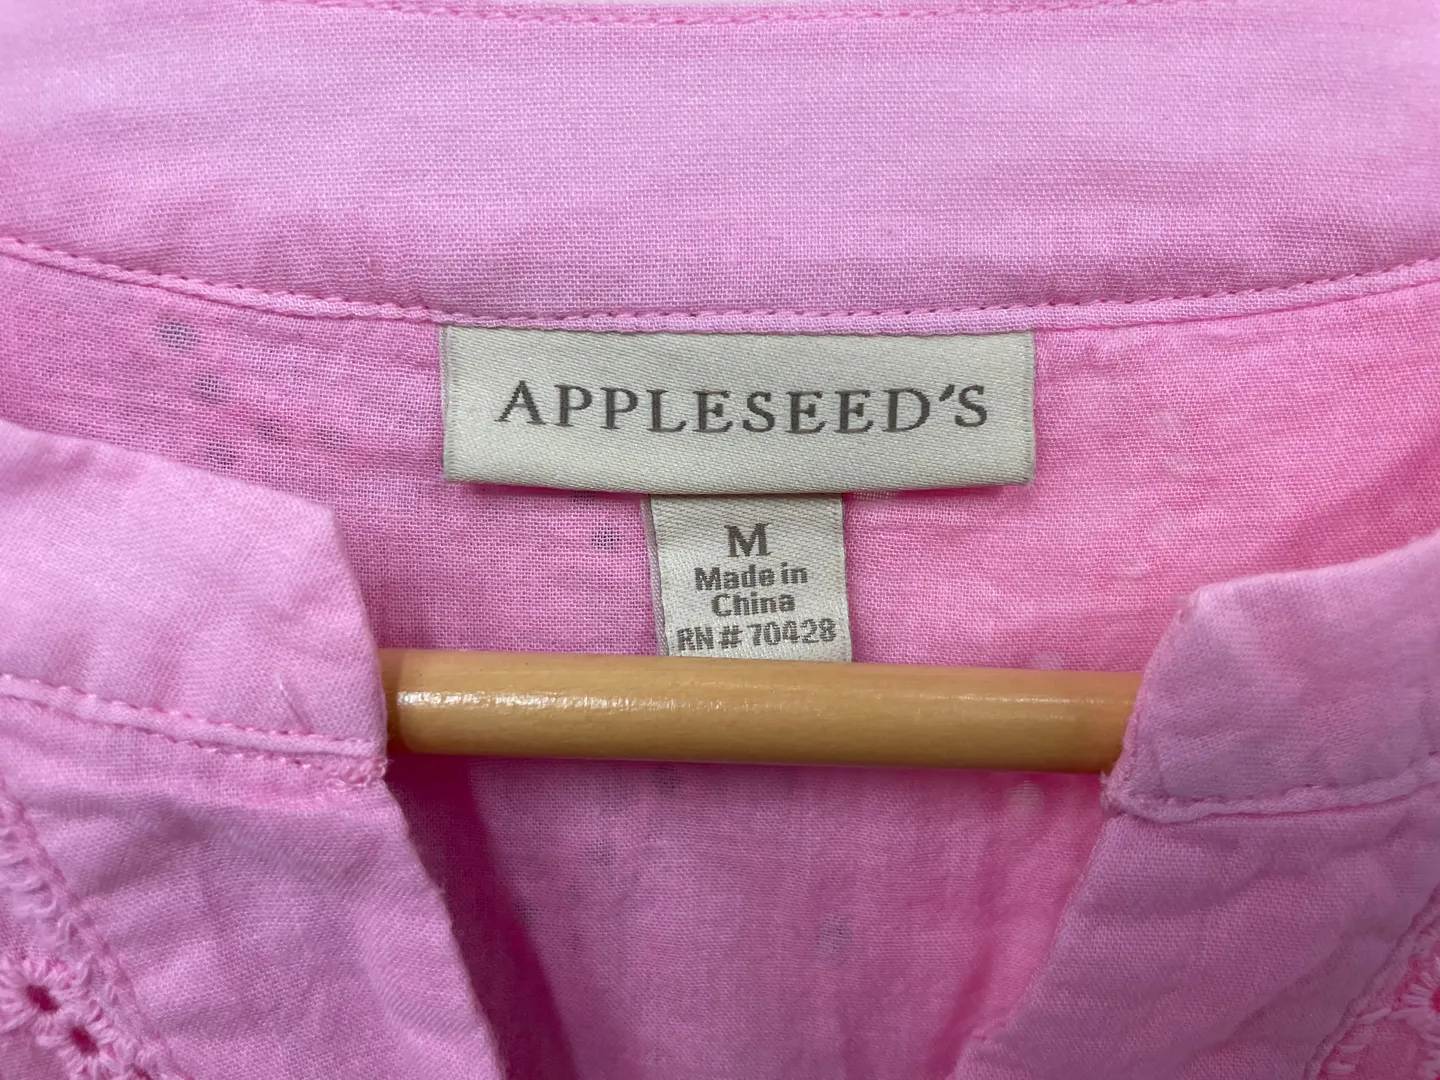 APPLESEED'S
M
Made in
China
RN# 70428